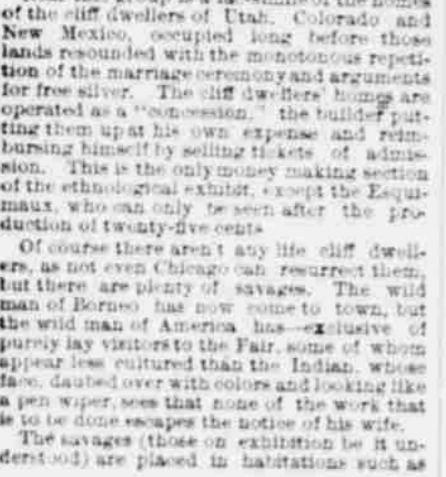 of the cliff dwellers of Utah, Colorado and
New Mexico, occupied long before those
lands resounded with the monotonous repeti-
tion of the marriage ceremony and arguments
for free silver. The cliff dwellers' homes are
operated as a "concession," the builder put-
ting them up at his own expense and reim-
bursing himself by selling tickets of admis-
sion. This is the only money making section
of the ethnological exhibit, except the Esqui-
maux, who can only be seen after the pro-
duction of twenty-five cents
Of course there aren't any life cliff dwell-
ers, as not even Chicago can resurrect them,
but there are plenty of savages. The wild
man of Borneo has now come to town, but
the wild man of America has—exclusive of
purely lay visitors to the Fair, some of whom
appear less cultured than the Indian, whose
face, daubed over with colors and looking like
a pen wiper, sees that none of the work that
is to be done escapes the notice of his wife.
The savages (those on exhibition be it un-
derstood) are placed in habitations such as